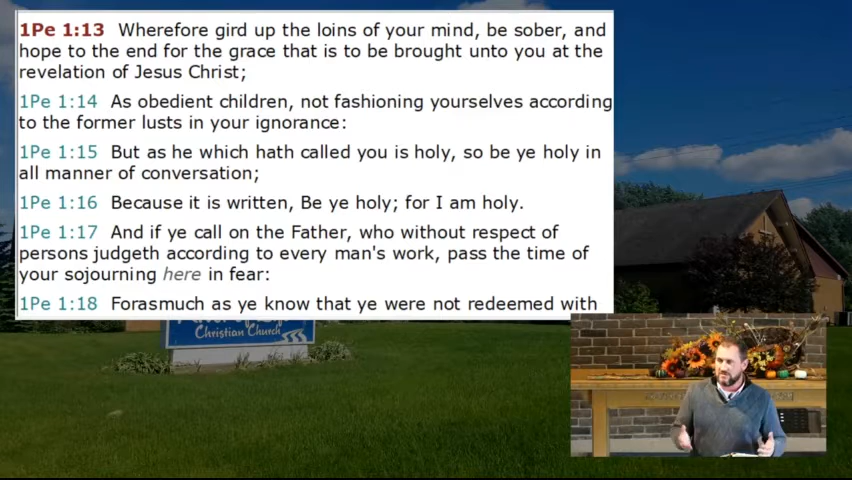 1Pe 1:13 Wherefore gird up the loins of your mind, be sober, and
hope to the end for the grace that is to be brought unto you at the
revelation of Jesus Christ;
1Pe 1:14 As obedient children, not fashioning yourselves according
to the former lusts in your ignorance:
1Pe 1:15 But as he which hath called you is holy, so be ye holy in
all manner of conversation;
1Pe 1:16 Because it is written, Be ye holy; for I am holy.
1Pe 1:17 And if ye call on the Father, who without respect of
persons judgeth according to every man's work, pass the time of
your sojourning here in fear:
1Pe 1:18 Forasmuch as ye know that ye were not redeemed with
Christian Church